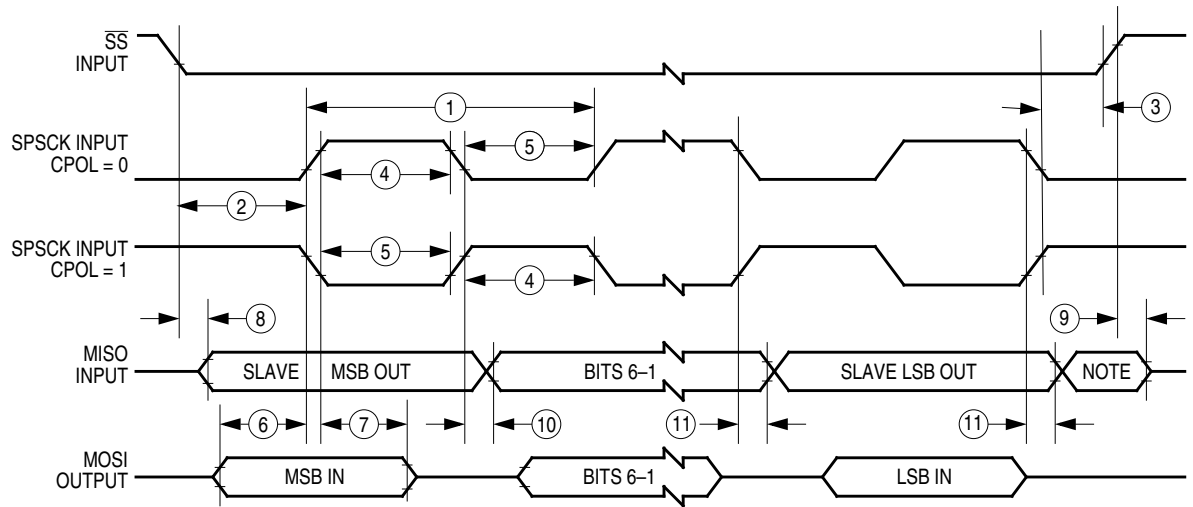 SS
INPUT
1
3
SPSCK INPUT
CPOL = 0
5
4
2
SPSCK INPUT
CPOL = 1
5
4
8
9
MISO
INPUT
SLAVE MSB OUT
BITS 6–1
SLAVE LSB OUT
NOTE
6
7
10
11
11
MOSI
OUTPUT
MSB IN
BITS 6–1
LSB IN